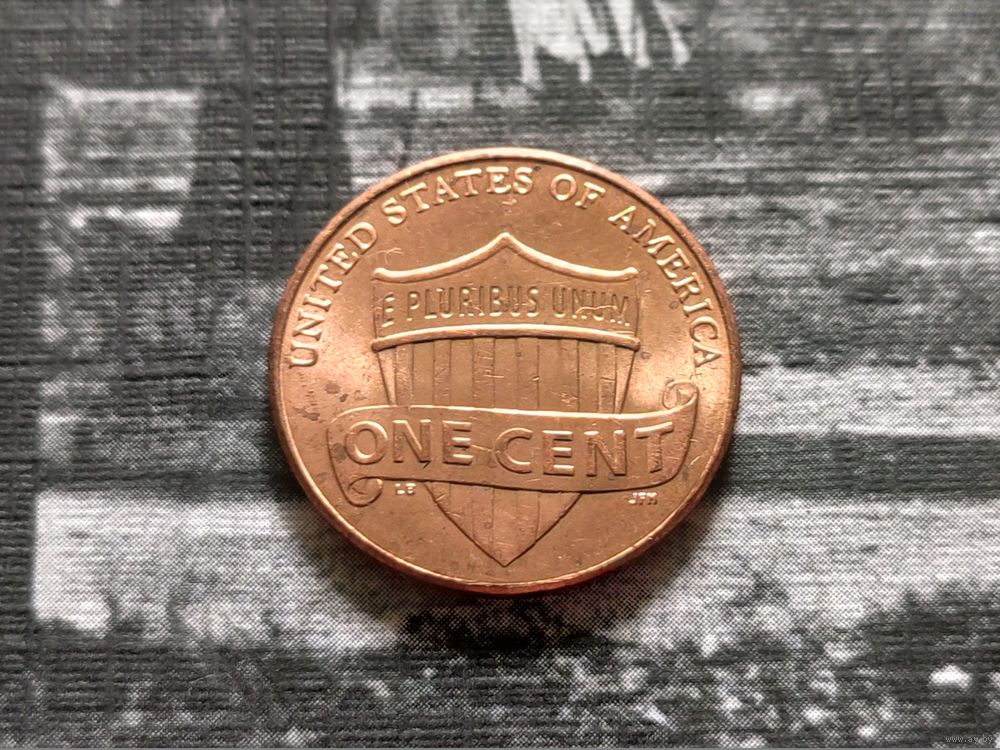 UNITED STATES OF AMERICA
E PLURIBUS UNUM
ONE CENT
LB JFM
www.ay.by